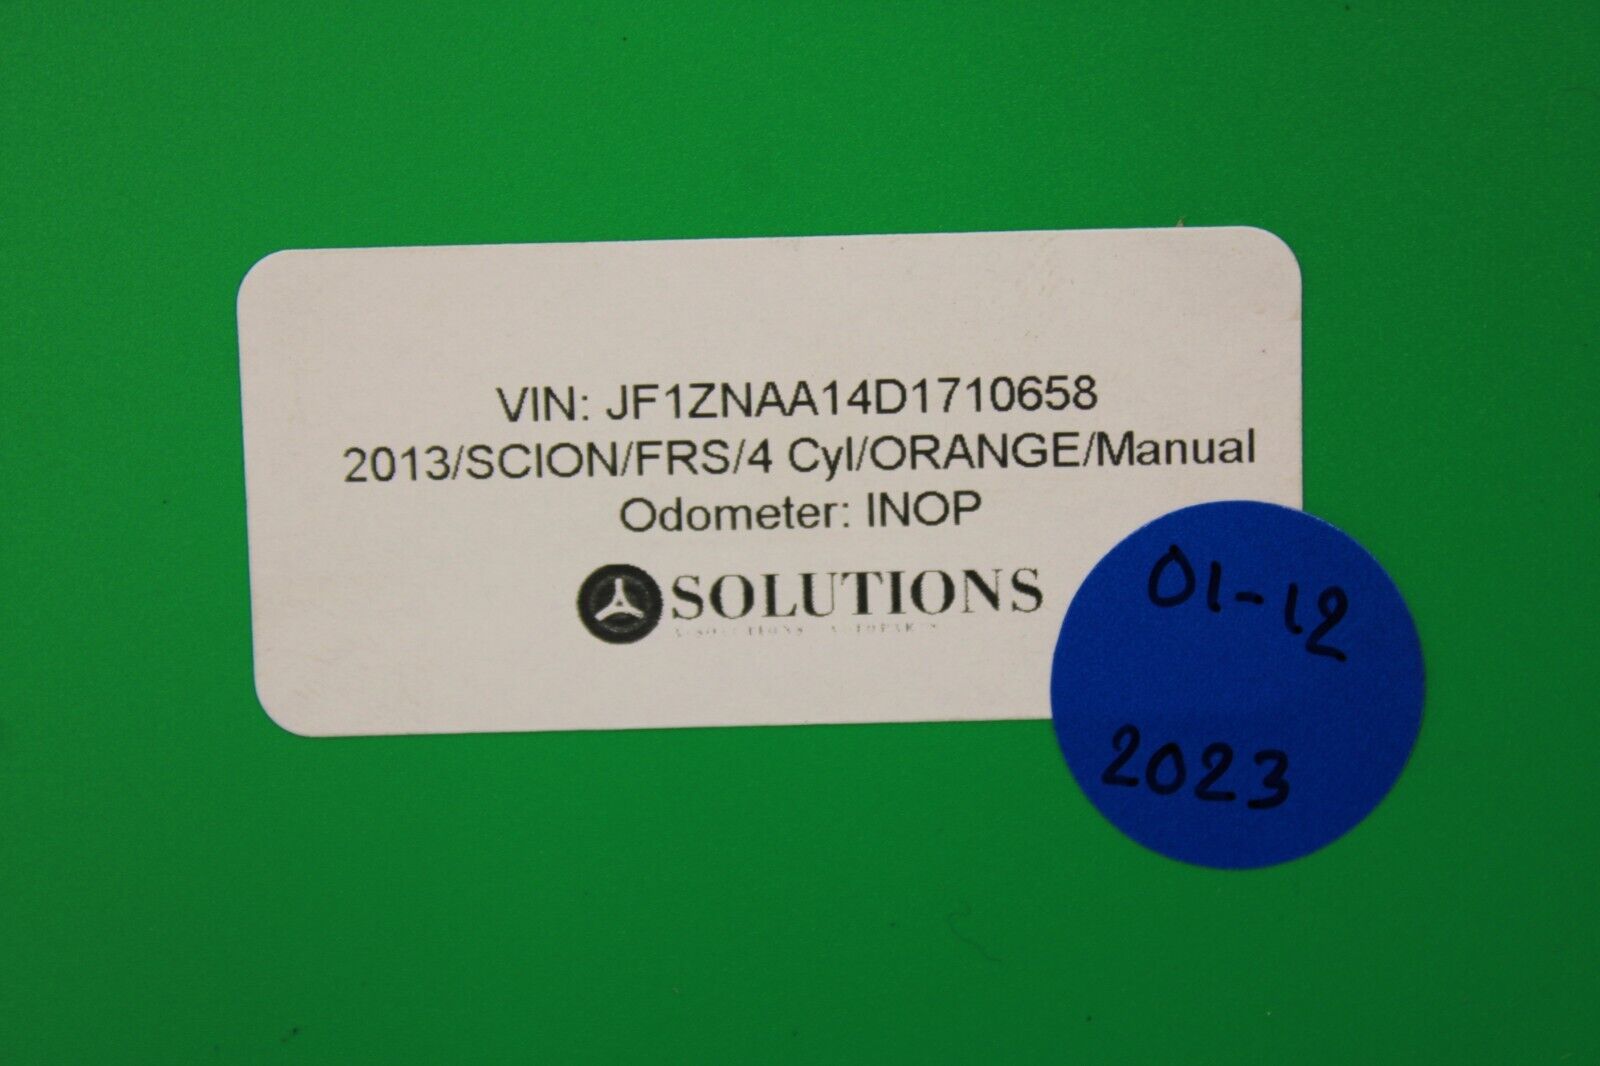 VIN: JF1ZNAA14D1710658
2013/SCION/FRS/4 Cyl/ORANGE/Manual
Odometer: INOP
SOLUTIONS
01-12
2023